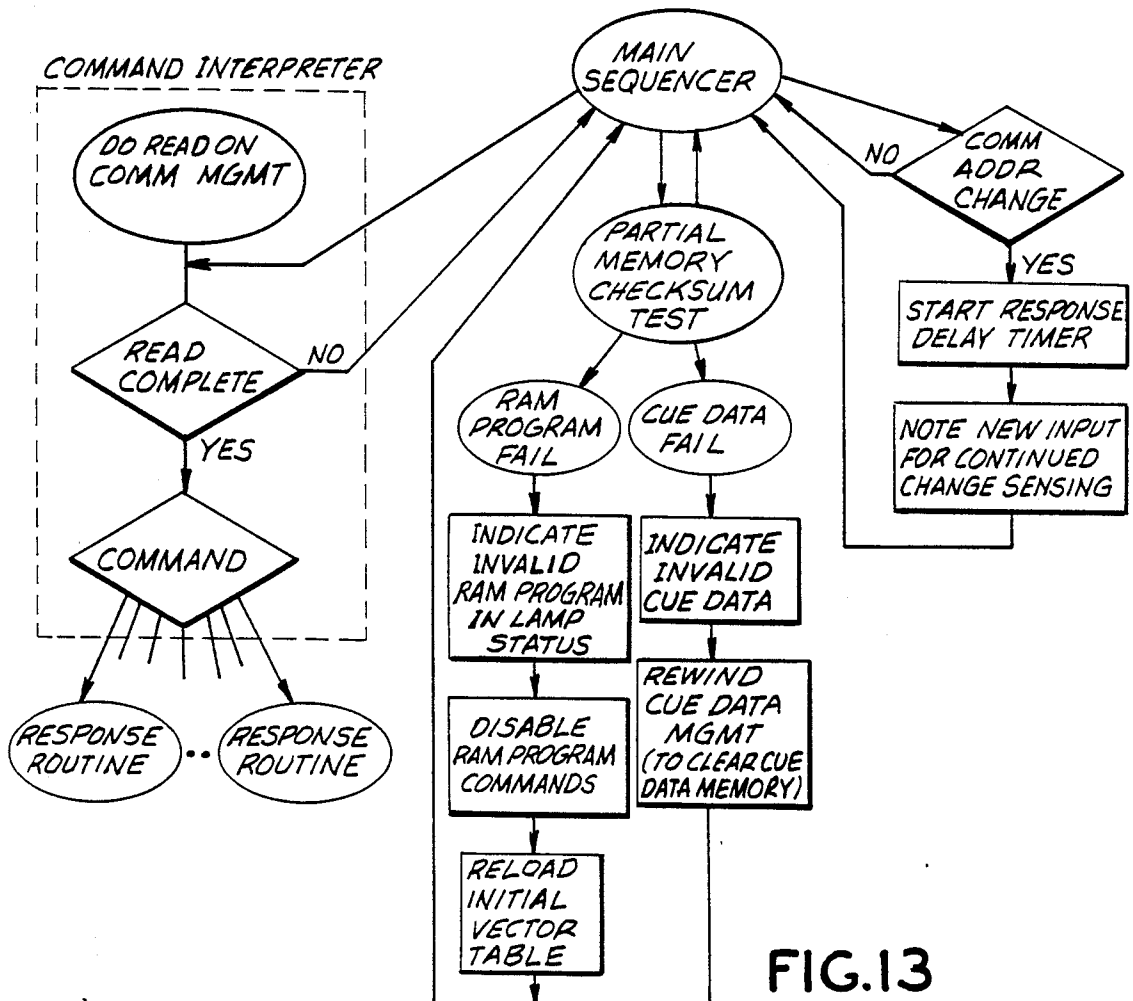 COMMAND INTERPRETER
DO READ ON
COMM MGMT
READ
COMPLETE
NO
YES
COMMAND
RESPONSE
ROUTINE
••
RESPONSE
ROUTINE
MAIN
SEQUENCER
PARTIAL
MEMORY
CHECKSUM
TEST
RAM
PROGRAM
FAIL
INDICATE
INVALID
RAM PROGRAM
IN LAMP
STATUS
DISABLE
RAM PROGRAM
COMMANDS
RELOAD
INITIAL
VECTOR
TABLE
CUE DATA
FAIL
INDICATE
INVALID
CUE DATA
REWIND
CUE DATA
MGMT
(TO CLEAR CUE
DATA MEMORY)
COMM
ADDR
CHANGE
NO
YES
START RESPONSE
DELAY TIMER
NOTE NEW INPUT
FOR CONTINUED
CHANGE SENSING
FIG.13